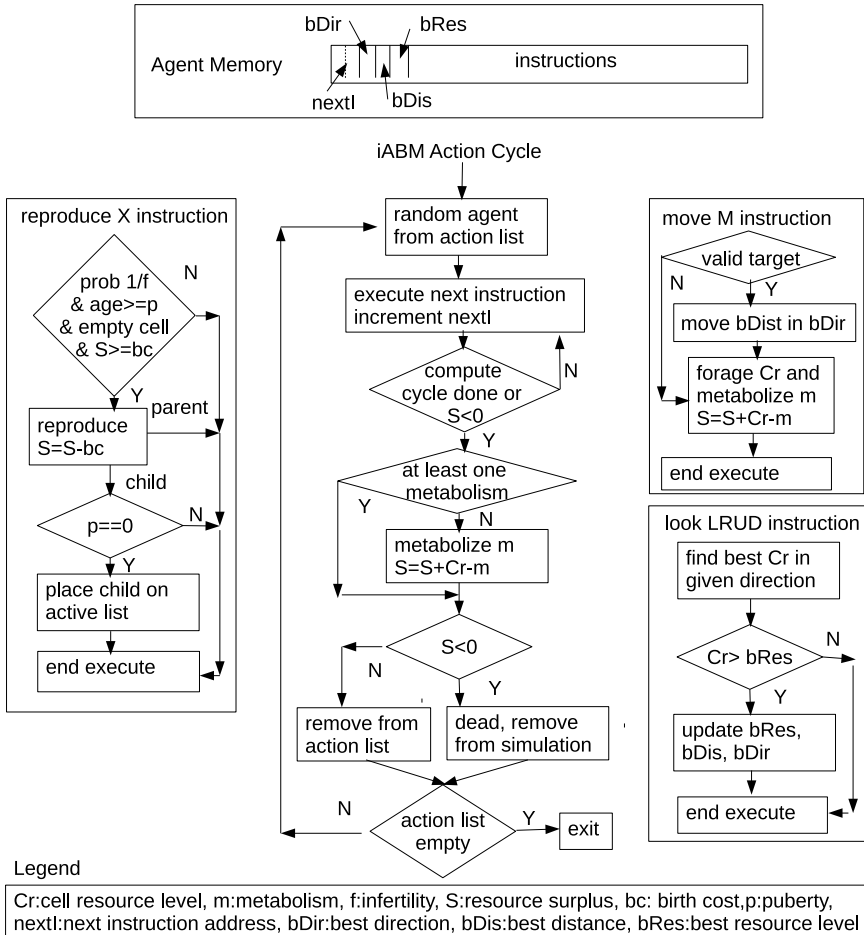 bDir
bRes
Agent Memory
instructions
nextI
bDis
iABM Action Cycle
reproduce X instruction
prob 1/f
& age>=p
& empty cell
& S>=bc
N
Y
parent
reproduce
S=S-bc
child
p==0
N
Y
place child on
active list
end execute
random agent
from action list
execute next instruction
increment nextI
compute
cycle done or
S<0
N
Y
at least one
metabolism
Y
N
metabolize m
S=S+Cr-m
S<0
N
Y
remove from
action list
dead, remove
from simulation
action list
empty
N
Y
exit
move M instruction
valid target
N
Y
move bDist in bDir
forage Cr and
metabolize m
S=S+Cr-m
end execute
look LRUD instruction
find best Cr in
given direction
Cr> bRes
N
Y
update bRes,
bDis, bDir
end execute
Legend
Cr:cell resource level, m:metabolism, f:infertility, S:resource surplus, bc: birth cost,p:puberty,
nextI:next instruction address, bDir:best direction, bDis:best distance, bRes:best resource level